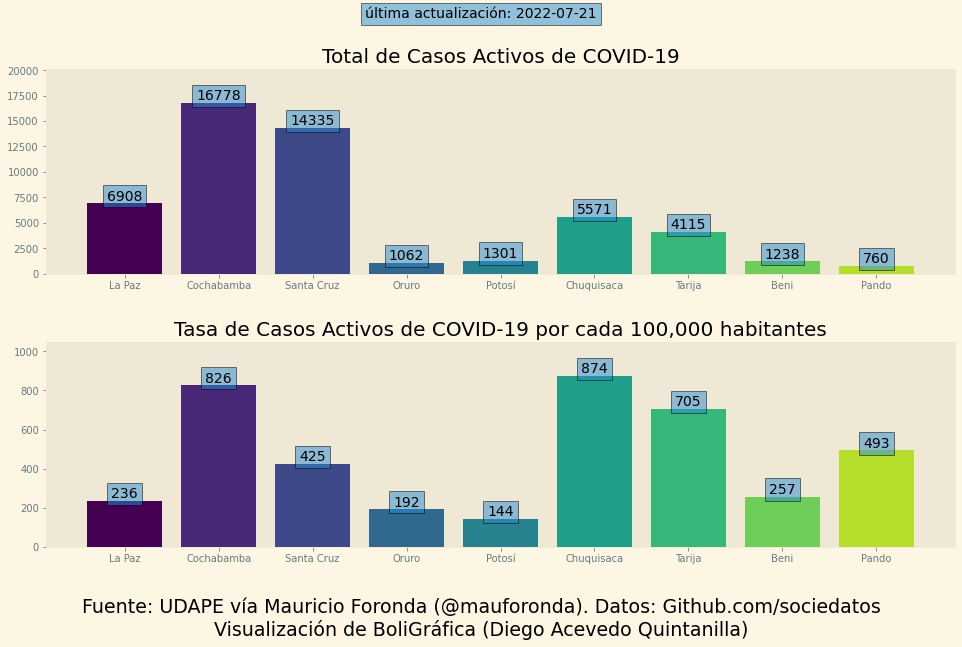 última actualización: 2022-07-21
Total de Casos Activos de COVID-19
20000
17500
15000
12500
10000
7500
5000
2500
0
6908
16778
14335
1062
1301
5571
4115
1238
760
La Paz
Cochabamba
Santa Cruz
Oruro
Potosí
Chuquisaca
Tarija
Beni
Pando
Tasa de Casos Activos de COVID-19 por cada 100,000 habitantes
1000
800
600
400
200
0
236
826
425
192
144
874
705
257
493
La Paz
Cochabamba
Santa Cruz
Oruro
Potosí
Chuquisaca
Tarija
Beni
Pando
Fuente: UDAPE vía Mauricio Foronda (@mauforonda). Datos: Github.com/sociedatos
Visualización de BoliGráfica (Diego Acevedo Quintanilla)